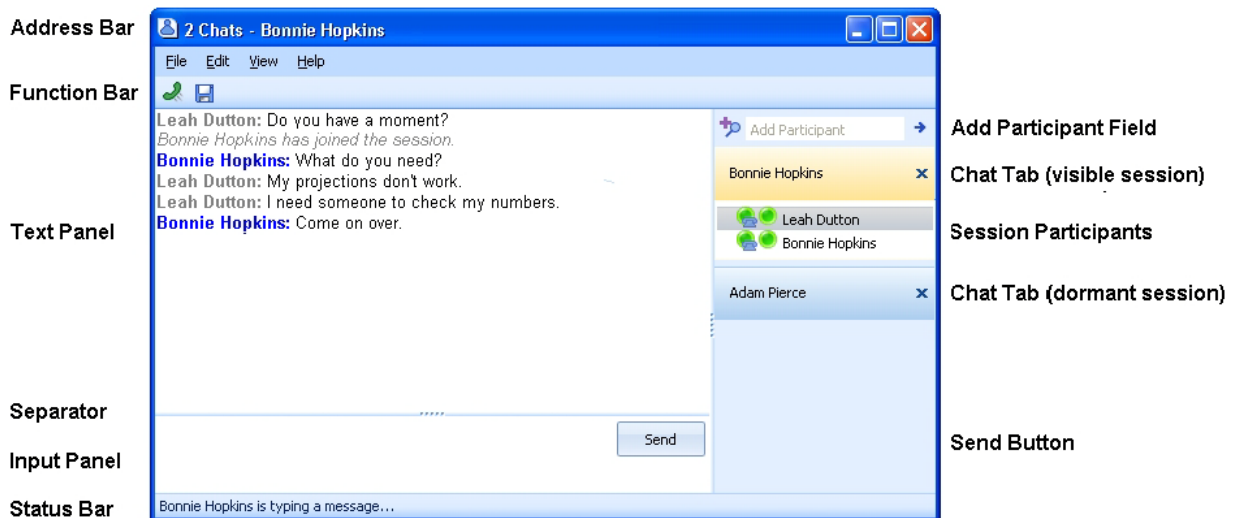 Address Bar
2 Chats - Bonnie Hopkins
File Edit View Help
Function Bar
Leah Dutton: Do you have a moment?
Bonnie Hopkins has joined the session.
Bonnie Hopkins: What do you need?
Leah Dutton: My projections don't work.
Leah Dutton: I need someone to check my numbers.
Bonnie Hopkins: Come on over.
Text Panel
Add Participant
Add Participant Field
Bonnie Hopkins
Chat Tab (visible session)
Leah Dutton
Bonnie Hopkins
Session Participants
Adam Pierce
Chat Tab (dormant session)
Separator
Send
Send Button
Input Panel
Status Bar
Bonnie Hopkins is typing a message...